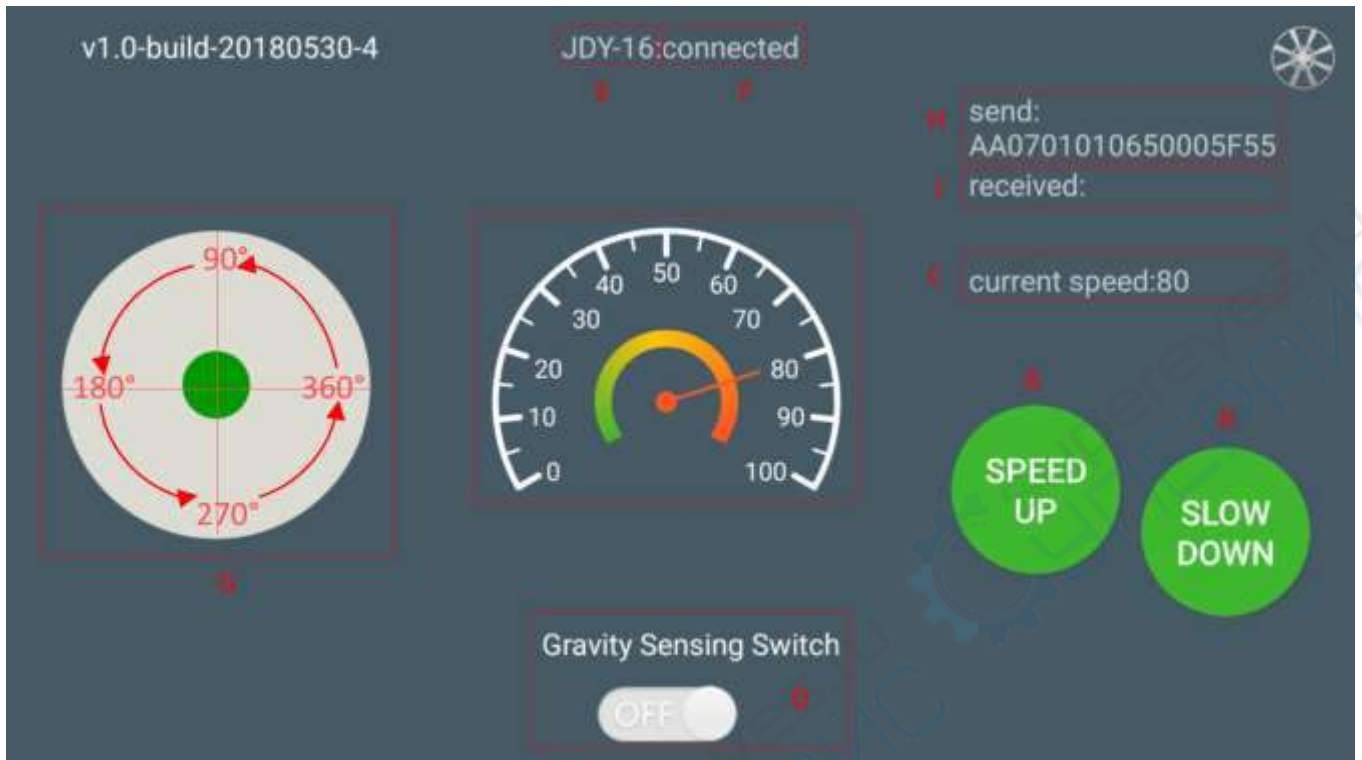 v1.0-build-20180530-4
JDY-16:connected
E F
H send:
AA0701010650005F55
I received:
current speed:80
90°
180° 360°
270°
G
50
40 60
30 70
20 80
10 90
0 100
SPEED
UP
SLOW
DOWN
Gravity Sensing Switch
OFF
D